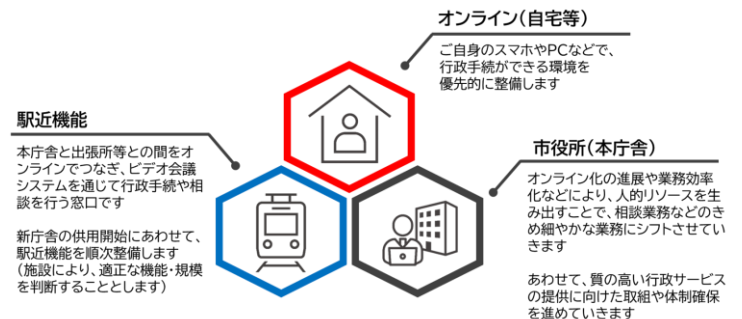 オンライン(自宅等)
ご自身のスマホやPCなどで、
行政手続ができる環境を
優先的に整備します
駅近機能
本庁舎と出張所等との間をオ
ンラインでつなぎ、ビデオ会議
システムを通じて行政手続や相
談を行う窓口です
新庁舎の供用開始にあわせて、
駅近機能を順次整備します
(施設により、適正な機能・規模
を判断することとします)
市役所(本庁舎)
オンライン化の進展や業務効率
化などにより、人的リソースを生
み出すことで、相談業務などのき
め細やかな業務にシフトさせてい
きます
あわせて、質の高い行政サービス
の提供に向けた取組や体制確保
を進めていきます